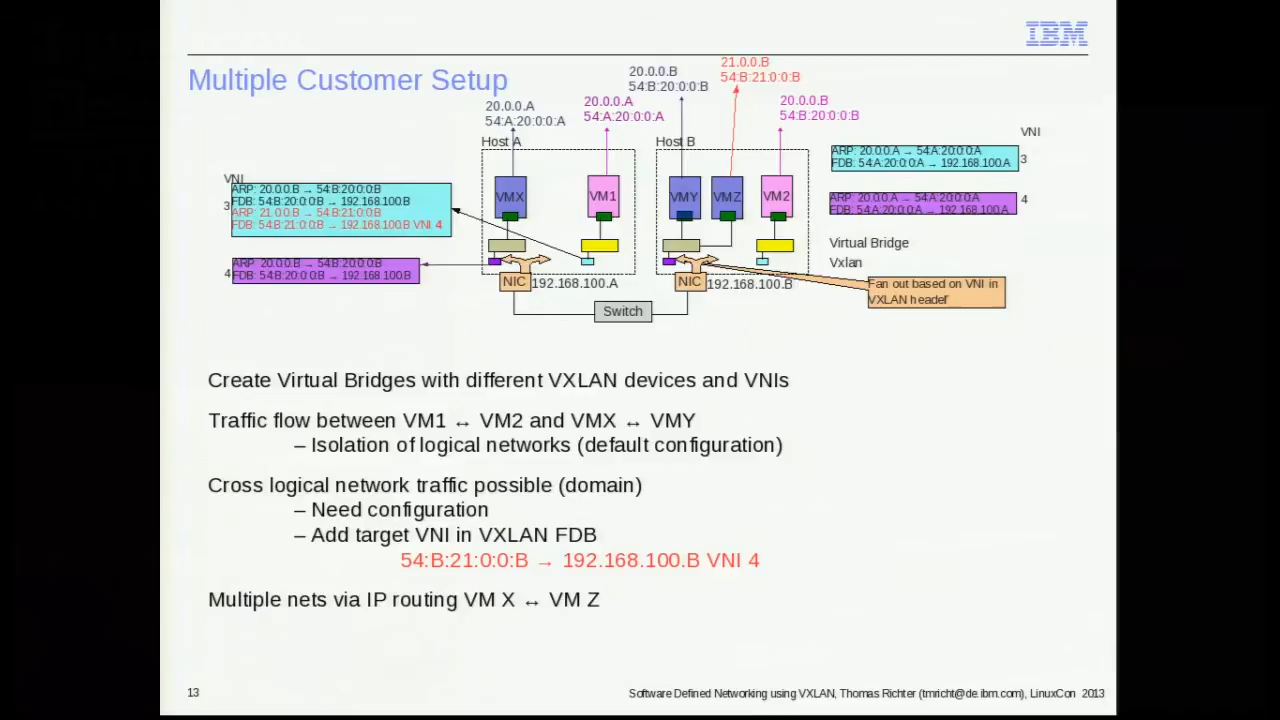 IBM
Multiple Customer Setup
20.0.0.A
54:A:20:0:0:A
20.0.0.A
54:A:20:0:0:A
20.0.0.B
54:B:20:0:0:B
21.0.0.B
54:B:21:0:0:B
20.0.0.B
54:B:20:0:0:B
Host A
Host B
VNI
ARP: 20.0.0.A → 54:A:20:0:0:A
FDB: 54:A:20:0:0:A → 192.168.100.A
3
ARP: 20.0.0.A → 54:A:20:0:0:A
FDB: 54:A:20:0:0:A → 192.168.100.A
4
VNI
3
ARP: 20.0.0.B → 54:B:20:0:0:B
FDB: 54:B:20:0:0:B → 192.168.100.B
ARP: 21.0.0.B → 54:B:21:0:0:B
FDB: 54:B:21:0:0:B → 192.168.100.B VNI 4
4
ARP: 20.0.0.B → 54:B:20:0:0:B
FDB: 54:B:20:0:0:B → 192.168.100.B
VMX
VM1
VMY
VMZ
VM2
Virtual Bridge
Vxlan
NIC
192.168.100.A
NIC
192.168.100.B
Fan out based on VNI in
VXLAN header
Switch
Create Virtual Bridges with different VXLAN devices and VNIs
Traffic flow between VM1 ↔ VM2 and VMX ↔ VMY
– Isolation of logical networks (default configuration)
Cross logical network traffic possible (domain)
– Need configuration
– Add target VNI in VXLAN FDB
54:B:21:0:0:B → 192.168.100.B VNI 4
Multiple nets via IP routing VM X ↔ VM Z
13
Software Defined Networking using VXLAN, Thomas Richter (tmricht@de.ibm.com), LinuxCon 2013